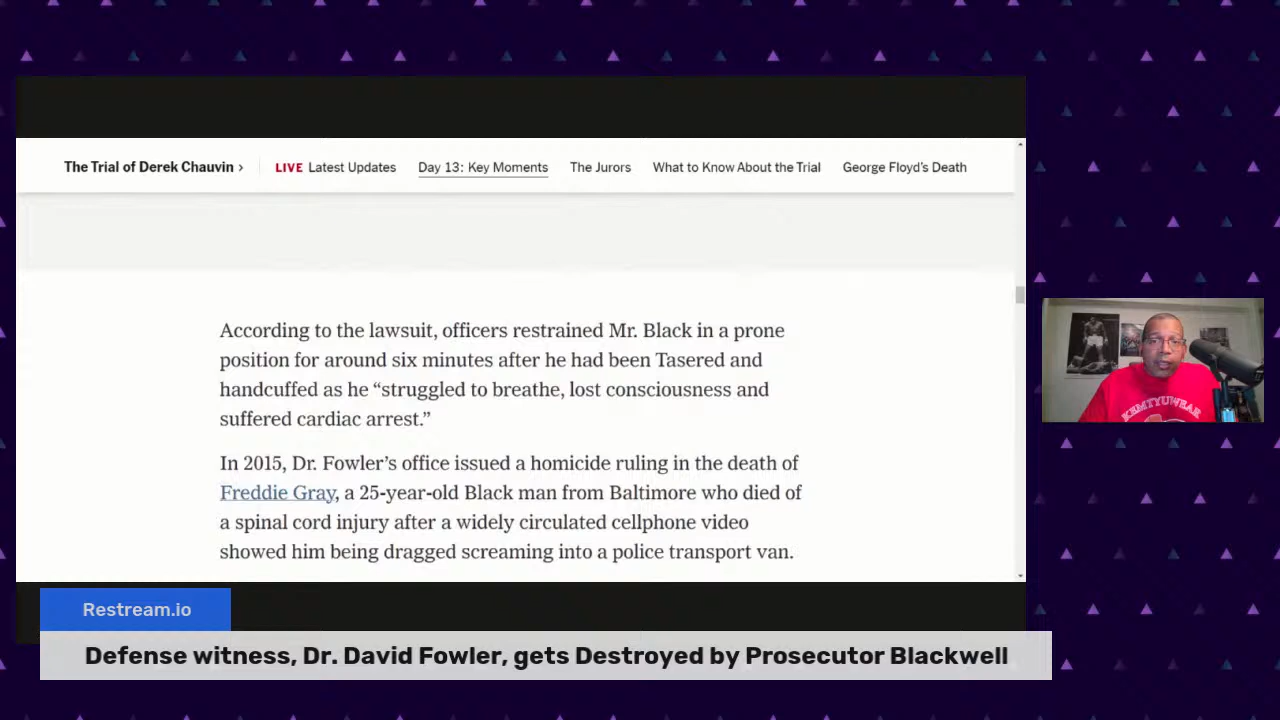 The Trial of Derek Chauvin › LIVE Latest Updates Day 13: Key Moments The Jurors What to Know About the Trial George Floyd’s Death
According to the lawsuit, officers restrained Mr. Black in a prone
position for around six minutes after he had been Tasered and
handcuffed as he “struggled to breathe, lost consciousness and
suffered cardiac arrest.”
In 2015, Dr. Fowler’s office issued a homicide ruling in the death of
Freddie Gray, a 25-year-old Black man from Baltimore who died of
a spinal cord injury after a widely circulated cellphone video
showed him being dragged screaming into a police transport van.
KEMTYUWEAR
Restream.io
Defense witness, Dr. David Fowler, gets Destroyed by Prosecutor Blackwell